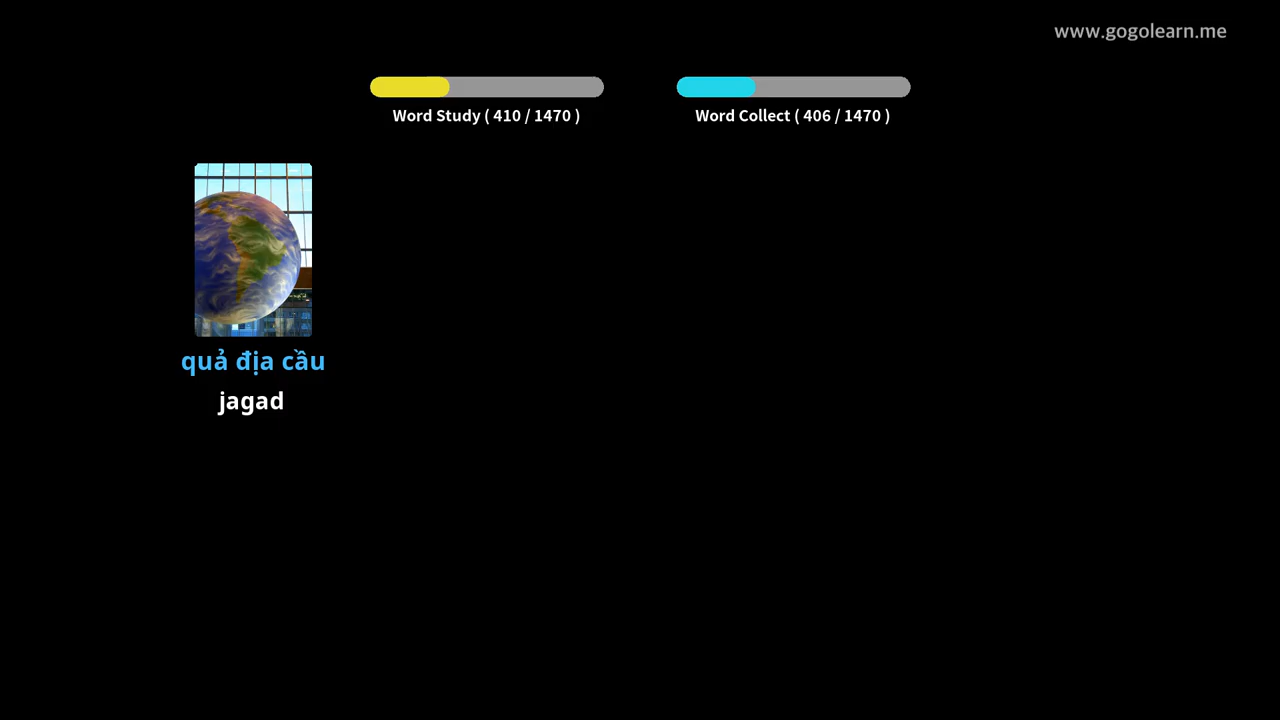 www.gogolearn.me
Word Study ( 410 / 1470 )
Word Collect ( 406 / 1470 )
quả địa cầu
jagad